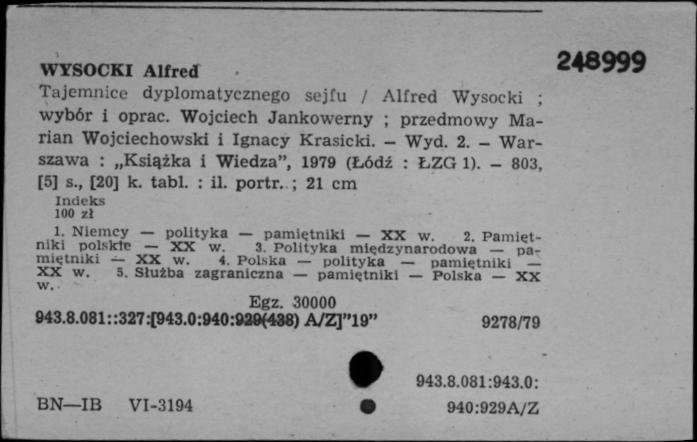 248999
WYSOCKI Alfred
Tajemnice dyplomatycznego sejfu / Alfred Wysocki ;
wybór i oprac. Wojciech Jankowerny ; przedmowy Ma-
rian Wojciechowski i Ignacy Krasicki. — Wyd. 2. — War-
szawa : „Książka i Wiedza”, 1979 (Łódź : ŁZG 1). — 803,
[5] s., [20] k. tabl. : il. portr. ; 21 cm
Indeks
100 zł
1. Niemcy — polityka — pamiętniki — XX w. 2. Pamięt-
niki polskie — XX w. 3. Polityka międzynarodowa — pa-
miętniki — XX w. 4. Polska — polityka — pamiętniki —
XX w. 5. Służba zagraniczna — pamiętniki — Polska — XX
w.
Egz. 30000
943.8.081::327:[943.0:940:929(438) A/Z]”19” 9278/79
943.8.081:943.0:
BN—IB VI-3194 940:929A/Z